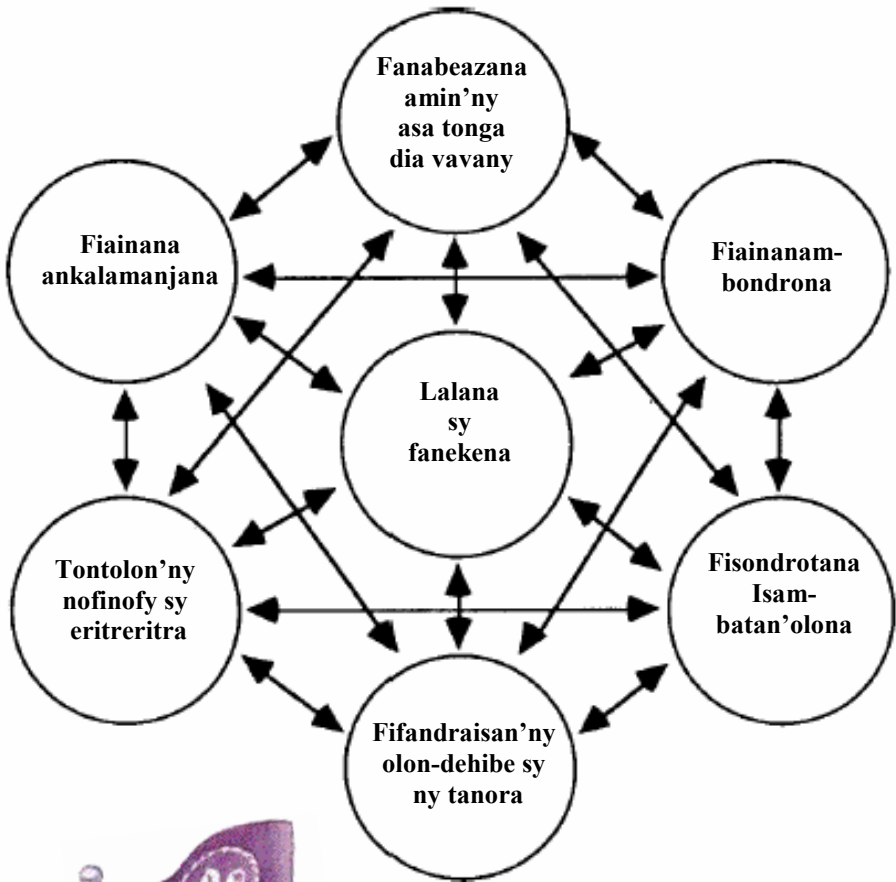 Fanabeazana
amin’ny
asa tonga
dia vavany
Fiainana
ankalamanjana
Fiainanam-
bondrona
Lalana
sy
fanekena
Tontolon’ny
nofinofy sy
eritreritra
Fisondrotana
Isam-
batan’olona
Fifandraisan’ny
olon-dehibe sy
ny tanora